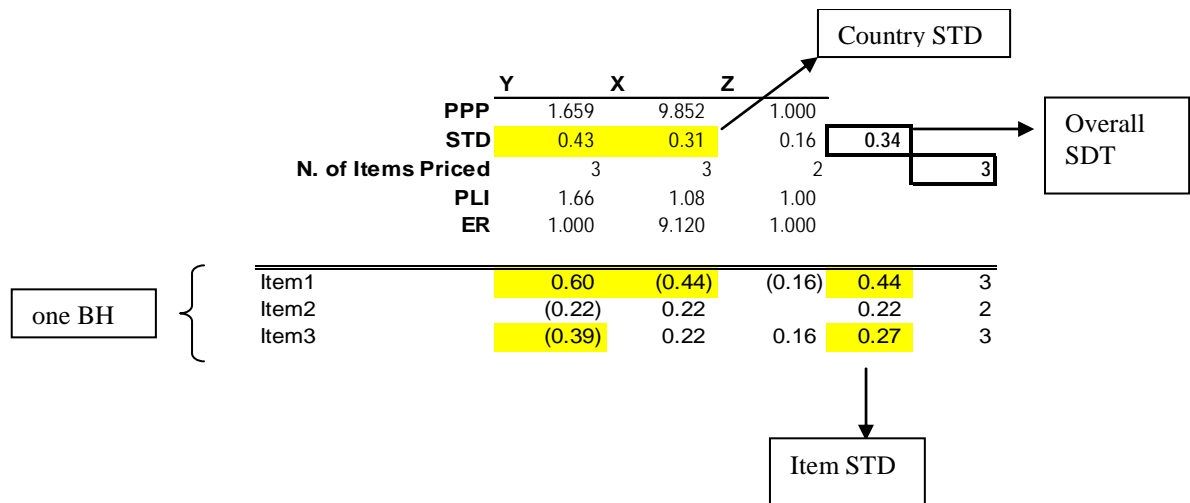 Country STD
Y X Z
PPP 1.659 9.852 1.000
STD 0.43 0.31 0.16 0.34
Overall
SDT
N. of Items Priced 3 3 2 3
PLI 1.66 1.08 1.00
ER 1.000 9.120 1.000
one BH
Item1 0.60 (0.44) (0.16) 0.44 3
Item2 (0.22) 0.22 0.22 2
Item3 (0.39) 0.22 0.16 0.27 3
Item STD